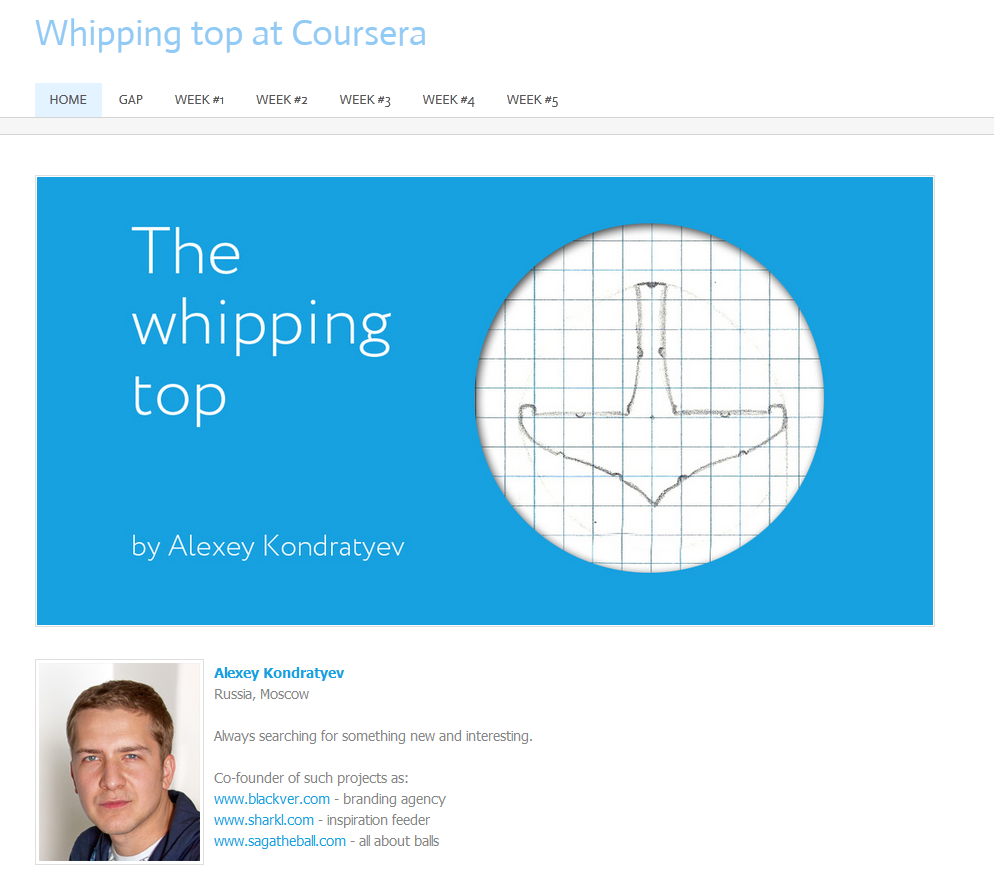 Whipping top at Coursera
HOME GAP WEEK #1 WEEK #2 WEEK #3 WEEK #4 WEEK #5
The
whipping
top
by Alexey Kondratyev
Alexey Kondratyev
Russia, Moscow
Always searching for something new and interesting.
Co-founder of such projects as:
www.blackver.com - branding agency
www.sharkl.com - inspiration feeder
www.sagatheball.com - all about balls